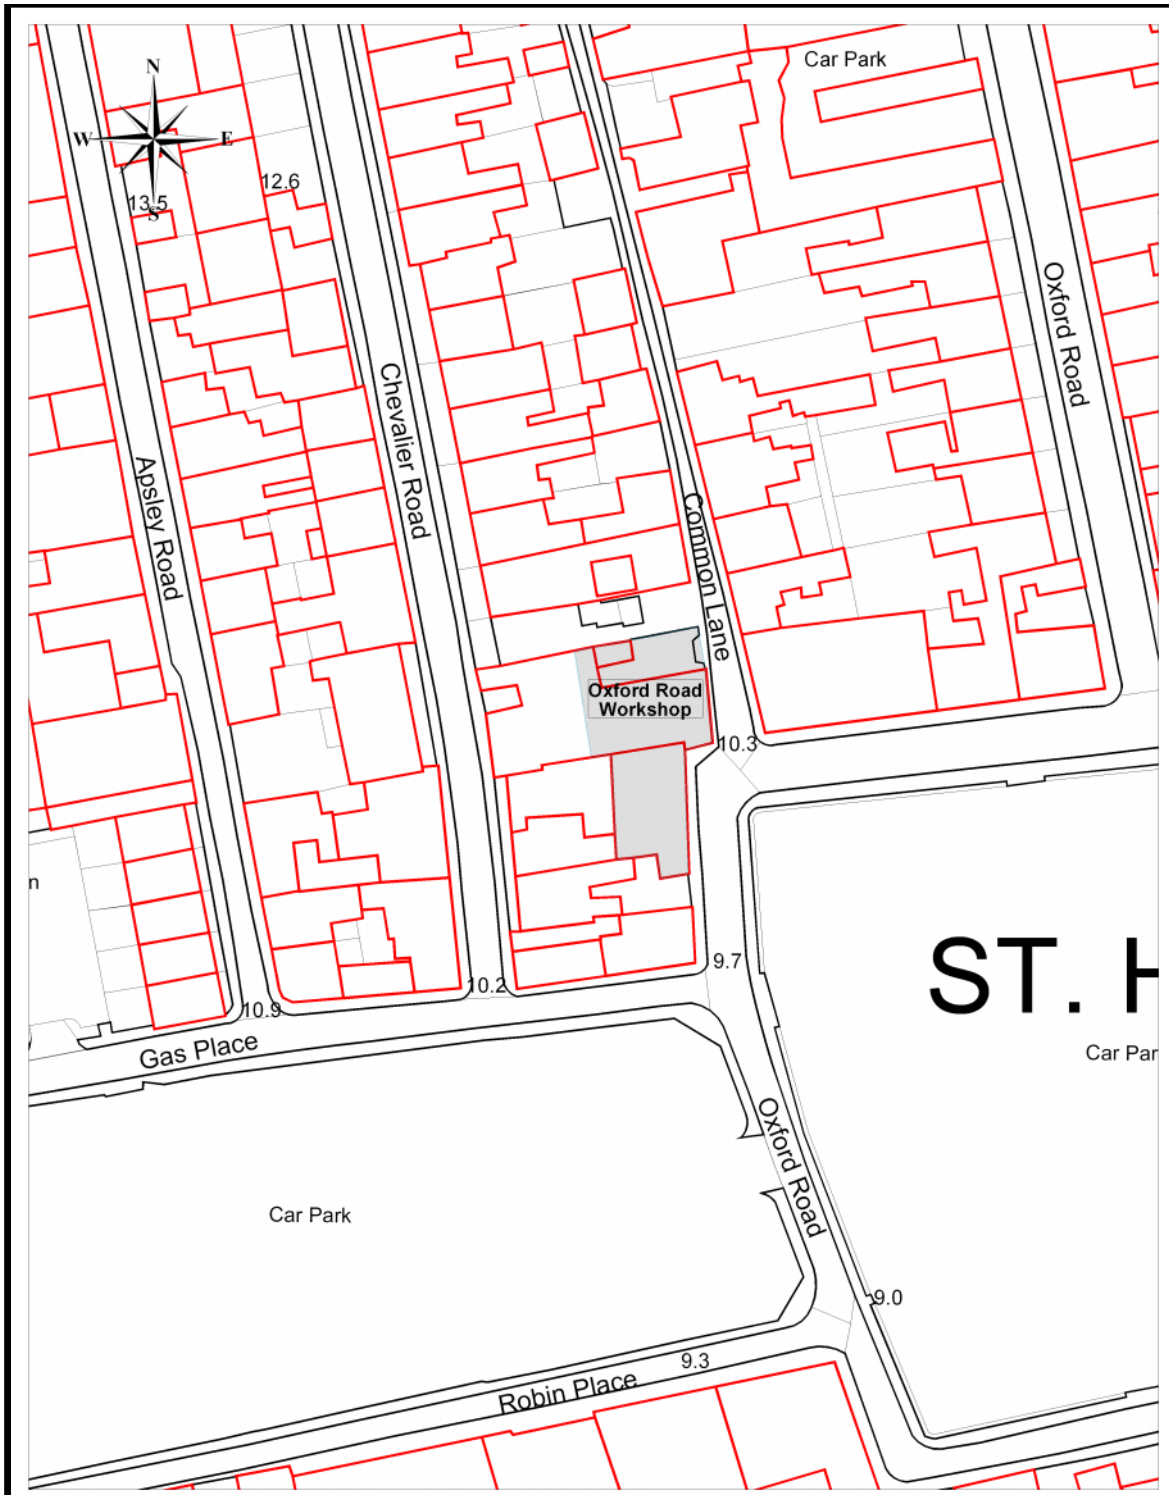 Car Park
N
W
E
S
12.6
13.5
Oxford Road
Chevalier Road
Apsley Road
Common Lane
Oxford Road
Workshop
10.3
n
ST. H
9.7
10.2
10.9
Gas Place
Car Par
Oxford Road
Car Park
9.0
9.3
Robin Place